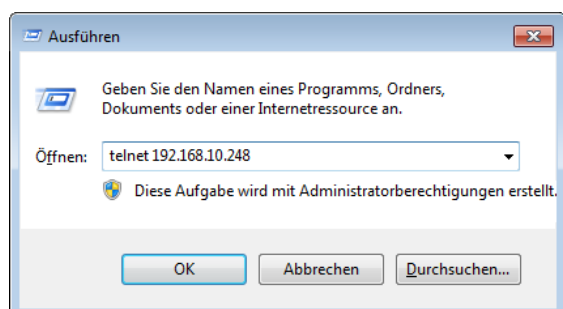 Ausführen
Geben Sie den Namen eines Programms, Ordners,
Dokuments oder einer Internetressource an.
Öffnen: telnet 192.168.10.248
Diese Aufgabe wird mit Administratorberechtigungen erstellt.
OK Abbrechen Durchsuchen...